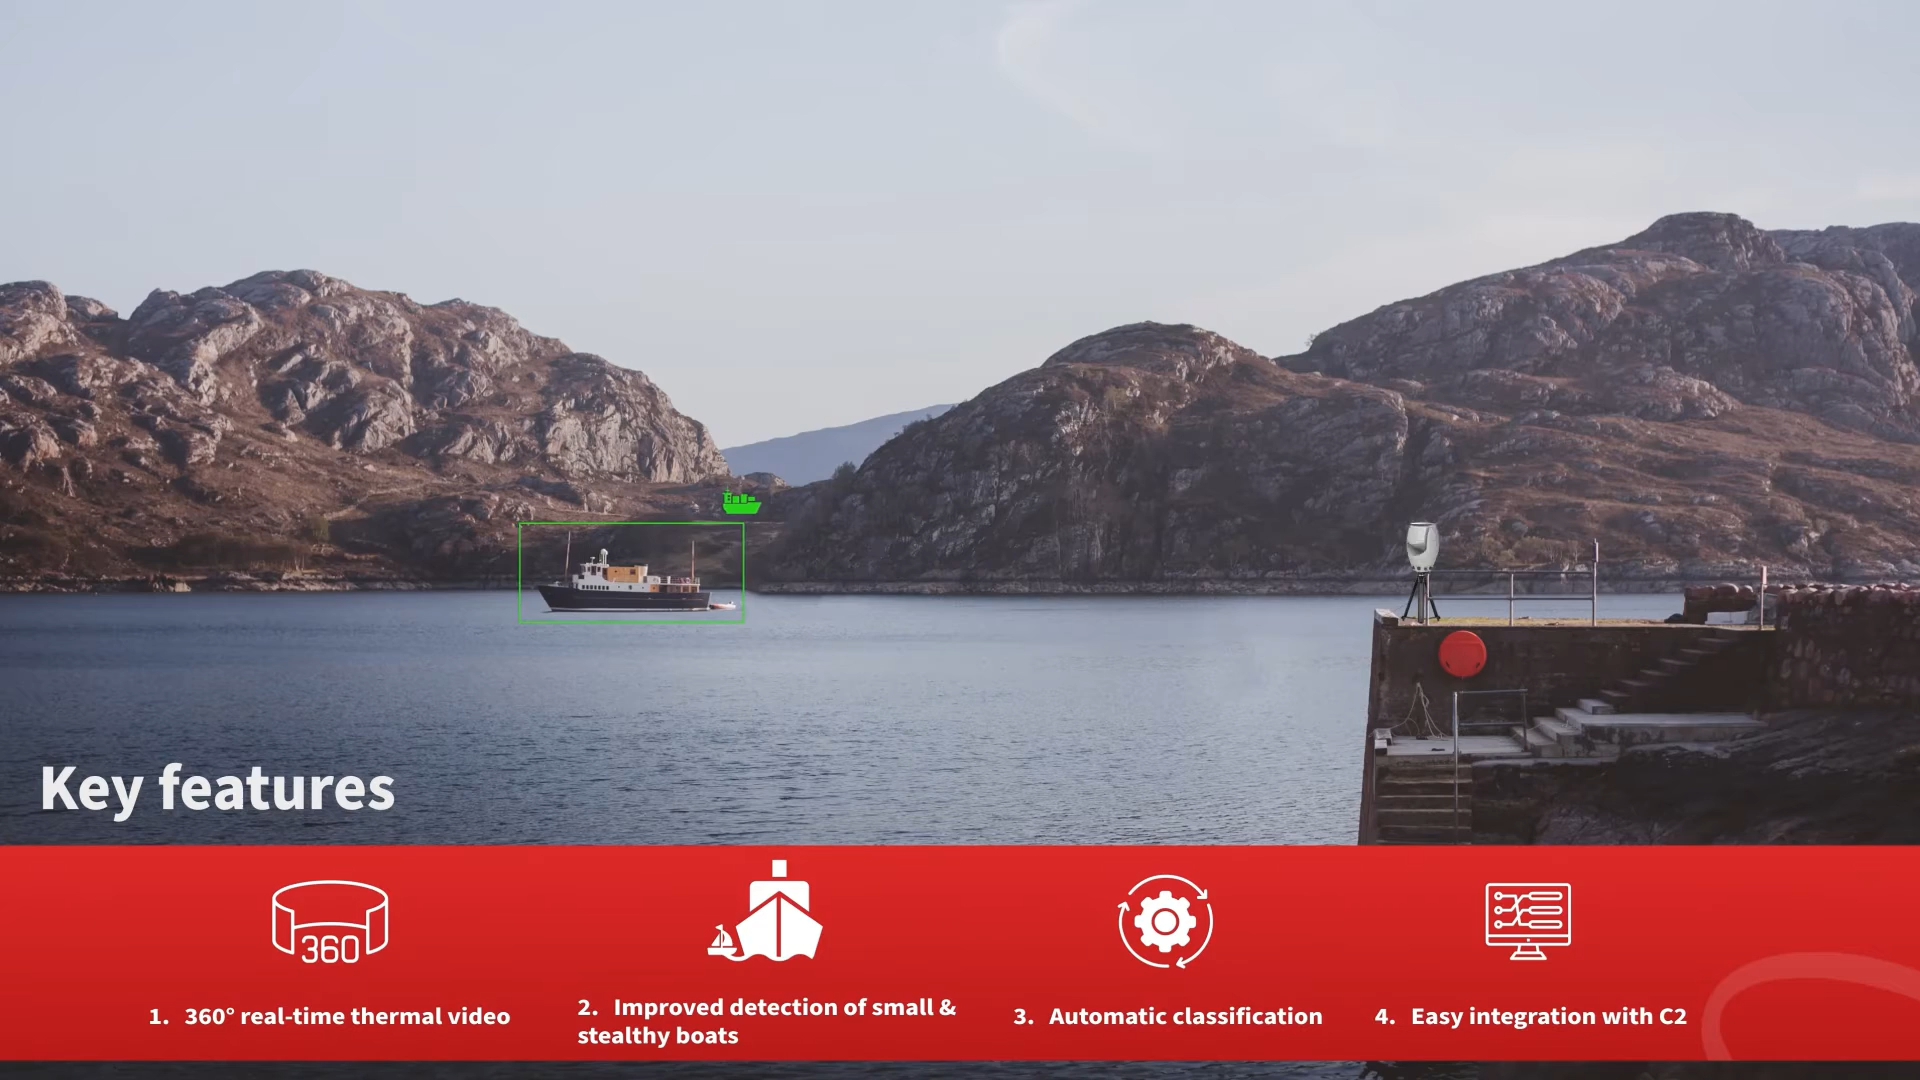 Key features
360
1. 360° real-time thermal video
2. Improved detection of small &
stealthy boats
3. Automatic classification
4. Easy integration with C2